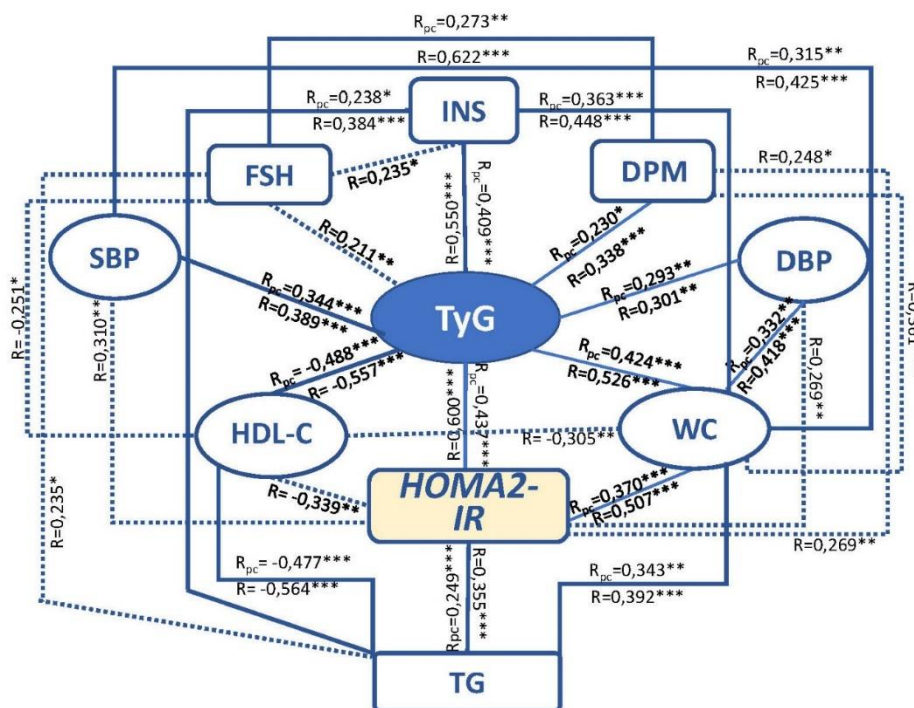 Rpc=0,273**
R=0,622***
Rpc=0,315**
R=0,425***
Rpc=0,238*
R=0,384***
INS
Rpc=0,363***
R=0,448***
FSH
R=0,235*
DPM
R=0,248*
R=0,211**
R=0,550***
Rpc=0,409***
Rpc=0,230*
R=0,338***
SBP
DBP
Rpc=0,293**
R=0,301**
Rpc=0,344***
R=0,389***
TyG
R= -0,251*
R=0,310**
Rpc=0,332**
R=0,418***
R=0,301
Rpc= -0,488***
R= -0,557***
Rpc=0,424***
R=0,526***
R=0,269**
HDL-C
R=0,600***
Rpc=0,437***
R= -0,305**
WC
R= -0,339**
HOMA2-
IR
Rpc=0,370***
R=0,507***
R=0,235*
R=0,269**
Rpc= -0,477***
R= -0,564***
Rpc=0,249***
R=0,355****
Rpc=0,343**
R=0,392***
TG